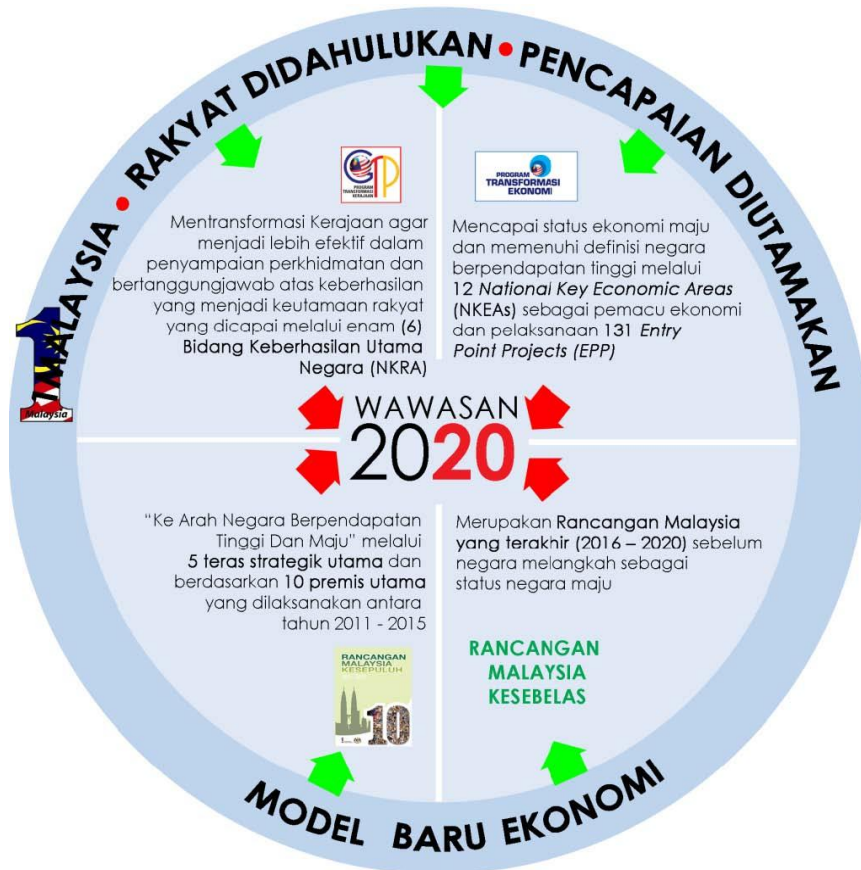 1MALAYSIA • RAKYAT DIDAHULUKAN • PENCAPAIAN DIUTAMAKAN
1
Malaysia
GTP
PROGRAM
TRANSFORMASI
KERAJAAN
Mentransformasi Kerajaan agar
menjadi lebih efektif dalam
penyampaian perkhidmatan dan
bertanggungjawab atas keberhasilan
yang menjadi keutamaan rakyat
yang dicapai melalui enam (6)
Bidang Keberhasilan Utama
Negara (NKRA)
PROGRAM
TRANSFORMASI
EKONOMI
Mencapai status ekonomi maju
dan memenuhi definisi negara
berpendapatan tinggi melalui
12 National Key Economic Areas
(NKEAs) sebagai pemacu ekonomi
dan pelaksanaan 131 Entry
Point Projects (EPP)
WAWASAN
2020
"Ke Arah Negara Berpendapatan
Tinggi Dan Maju" melalui
5 teras strategik utama dan
berdasarkan 10 premis utama
yang dilaksanakan antara
tahun 2011 - 2015
RANCANGAN
MALAYSIA
KESEPULUH
10
Merupakan Rancangan Malaysia
yang terakhir (2016 – 2020) sebelum
negara melangkah sebagai
status negara maju
RANCANGAN
MALAYSIA
KESEBELAS
MODEL BARU EKONOMI